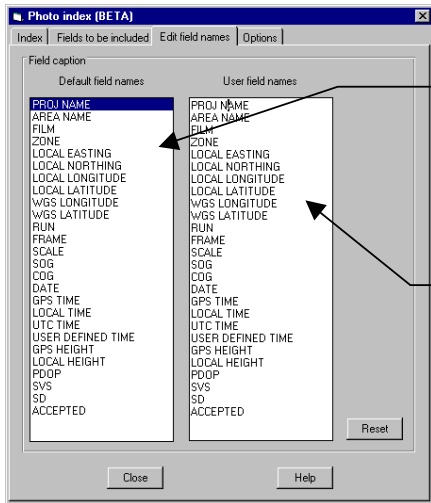 Photo index (BETA)
Index Fields to be included Edit field names Options
Field caption
Default field names
PROJ NAME
AREA NAME
FILM
ZONE
LOCAL EASTING
LOCAL NORTHING
LOCAL LONGITUDE
LOCAL LATITUDE
WGS LONGITUDE
WGS LATITUDE
RUN
FRAME
SCALE
SOG
COG
DATE
GPS TIME
LOCAL TIME
UTC TIME
USER DEFINED TIME
GPS HEIGHT
LOCAL HEIGHT
PDOP
SVS
SD
ACCEPTED
User field names
PROJ NAME
AREA NAME
FILM
ZONE
LOCAL EASTING
LOCAL NORTHING
LOCAL LONGITUDE
LOCAL LATITUDE
WGS LONGITUDE
WGS LATITUDE
RUN
FRAME
SCALE
SOG
COG
DATE
GPS TIME
LOCAL TIME
UTC TIME
USER DEFINED TIME
GPS HEIGHT
LOCAL HEIGHT
PDOP
SVS
SD
ACCEPTED
Reset
Close Help